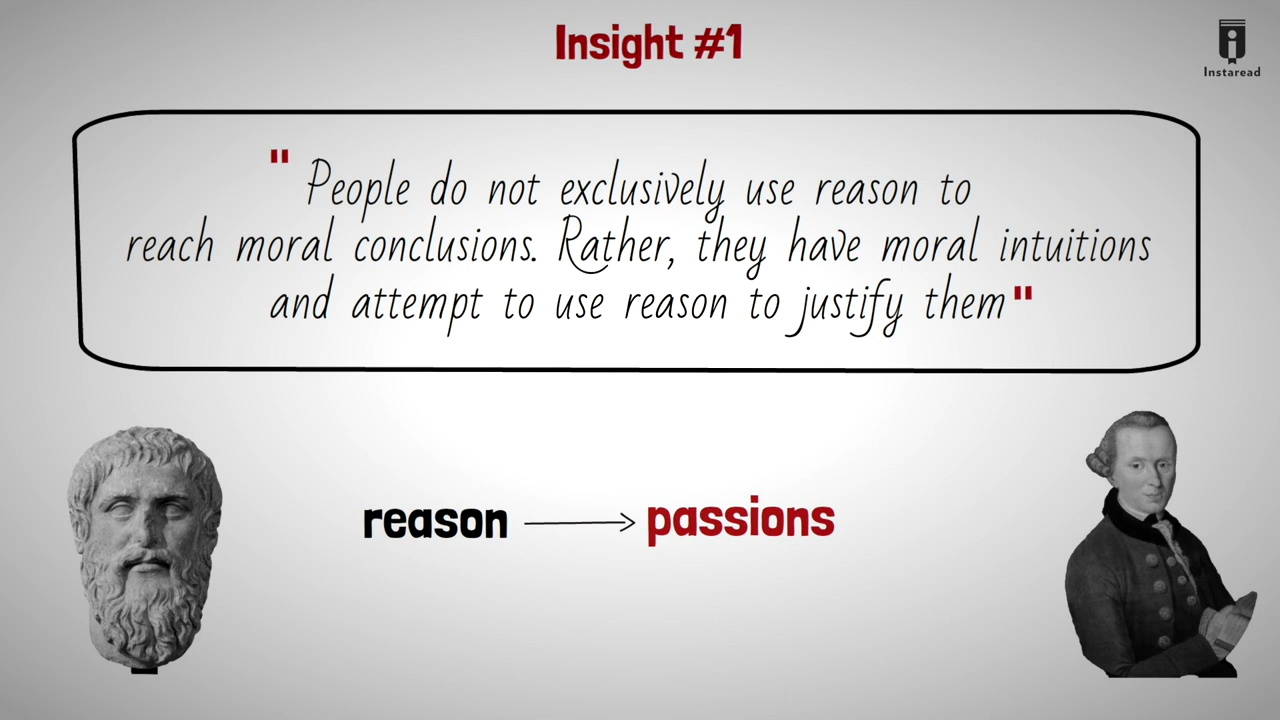 Insight #1
Instaread
" People do not exclusively use reason to
reach moral conclusions. Rather, they have moral intuitions
and attempt to use reason to justify them"
reason → passions